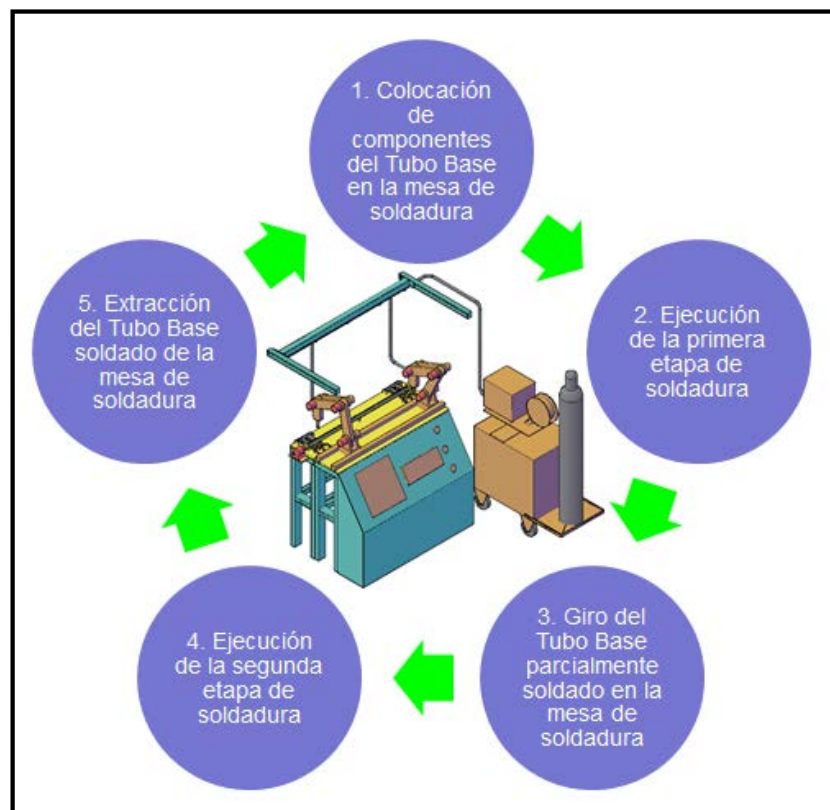 1. Colocación
de
componentes
del Tubo Base
en la mesa de
soldadura
2. Ejecución
de la primera
etapa de
soldadura
3. Giro del
Tubo Base
parcialmente
soldado en la
mesa de
soldadura
4. Ejecución
de la segunda
etapa de
soldadura
5. Extracción
del Tubo Base
soldado de la
mesa de
soldadura